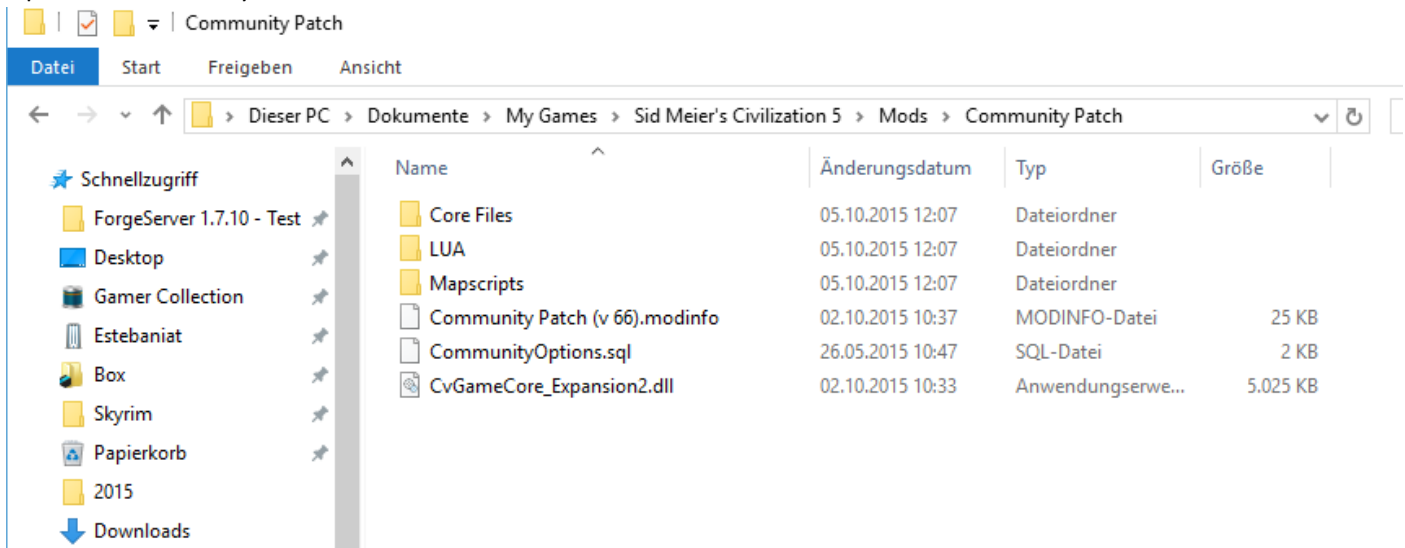 Community Patch
Datei Start Freigeben Ansicht
Dieser PC > Dokumente > My Games > Sid Meier's Civilization 5 > Mods > Community Patch
Name Änderungsdatum Typ Größe
Schnellzugriff
ForgeServer 1.7.10 - Test
Desktop
Gamer Collection
Estebaniat
Box
Skyrim
Papierkorb
2015
Downloads
Core Files 05.10.2015 12:07 Dateiordner
LUA 05.10.2015 12:07 Dateiordner
Mapscripts 05.10.2015 12:07 Dateiordner
Community Patch (v 66).modinfo 02.10.2015 10:37 MODINFO-Datei 25 KB
CommunityOptions.sql 26.05.2015 10:47 SQL-Datei 2 KB
CvGameCore_Expansion2.dll 02.10.2015 10:33 Anwendungserwe... 5.025 KB